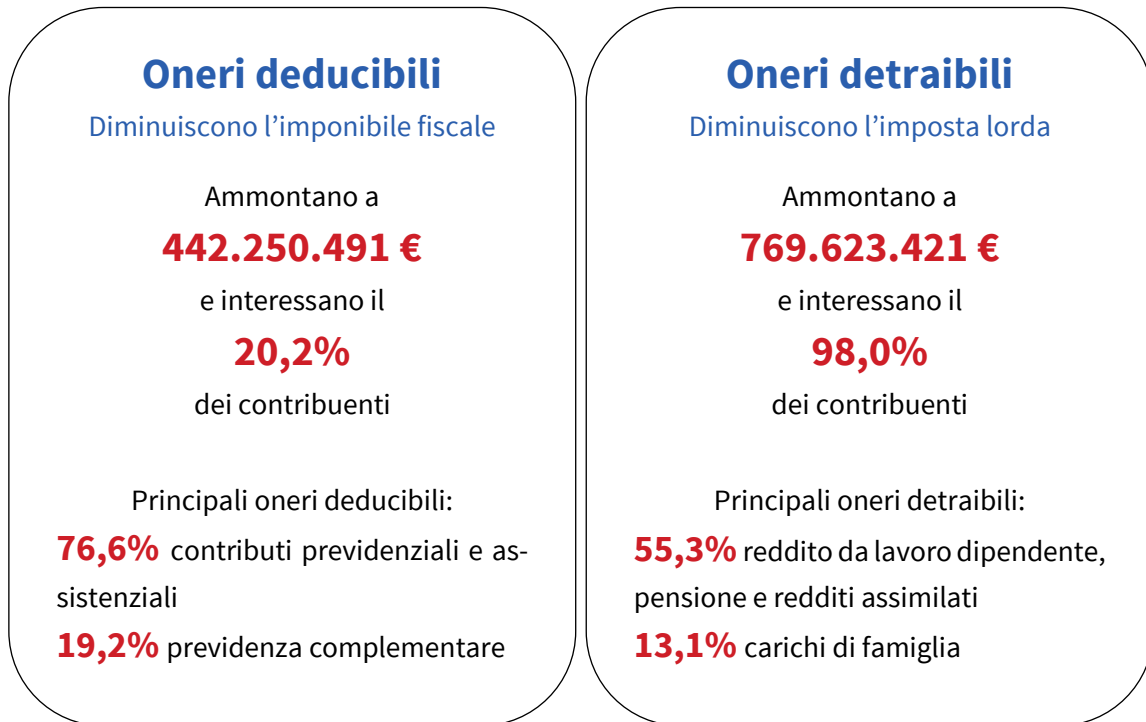 Oneri deducibili
Diminuiscono l'imponibile fiscale
Ammontano a
442.250.491 €
e interessano il
20,2%
dei contribuenti
Principali oneri deducibili:
76,6% contributi previdenziali e as-
sistenziali
19,2% previdenza complementare
Oneri detraibili
Diminuiscono l'imposta lorda
Ammontano a
769.623.421 €
e interessano il
98,0%
dei contribuenti
Principali oneri detraibili:
55,3% reddito da lavoro dipendente,
pensione e redditi assimilati
13,1% carichi di famiglia